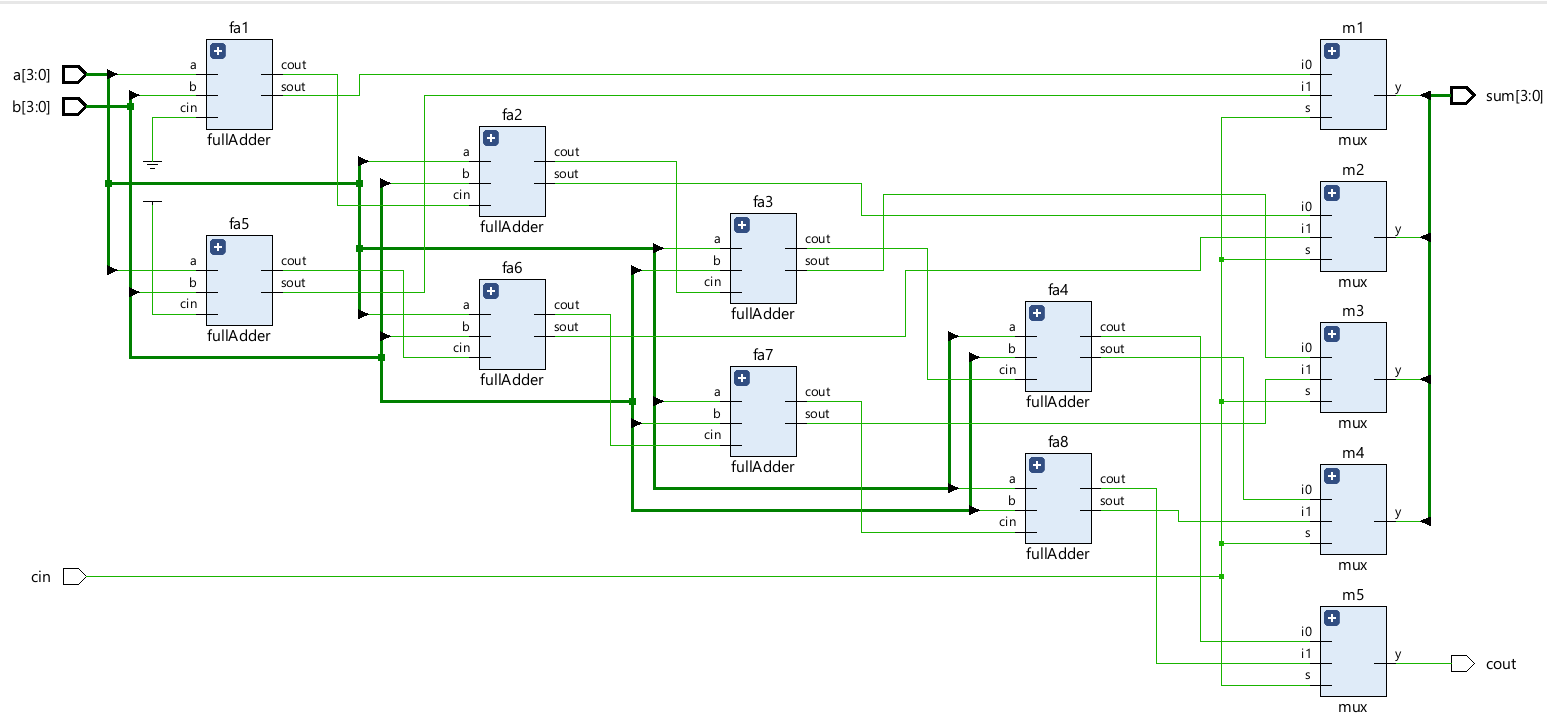 fa1
a
b
cin
cout
sout
fullAdder
a[3:0]
b[3:0]
fa2
a
b
cin
cout
sout
fullAdder
fa3
a
b
cin
cout
sout
fullAdder
fa4
a
b
cin
cout
sout
fullAdder
fa5
a
b
cin
cout
sout
fullAdder
fa6
a
b
cin
cout
sout
fullAdder
fa7
a
b
cin
cout
sout
fullAdder
fa8
a
b
cin
cout
sout
fullAdder
cin
m1
i0
i1
s
y
mux
sum[3:0]
m2
i0
i1
s
y
mux
m3
i0
i1
s
y
mux
m4
i0
i1
s
y
mux
m5
i0
i1
s
y
mux
cout